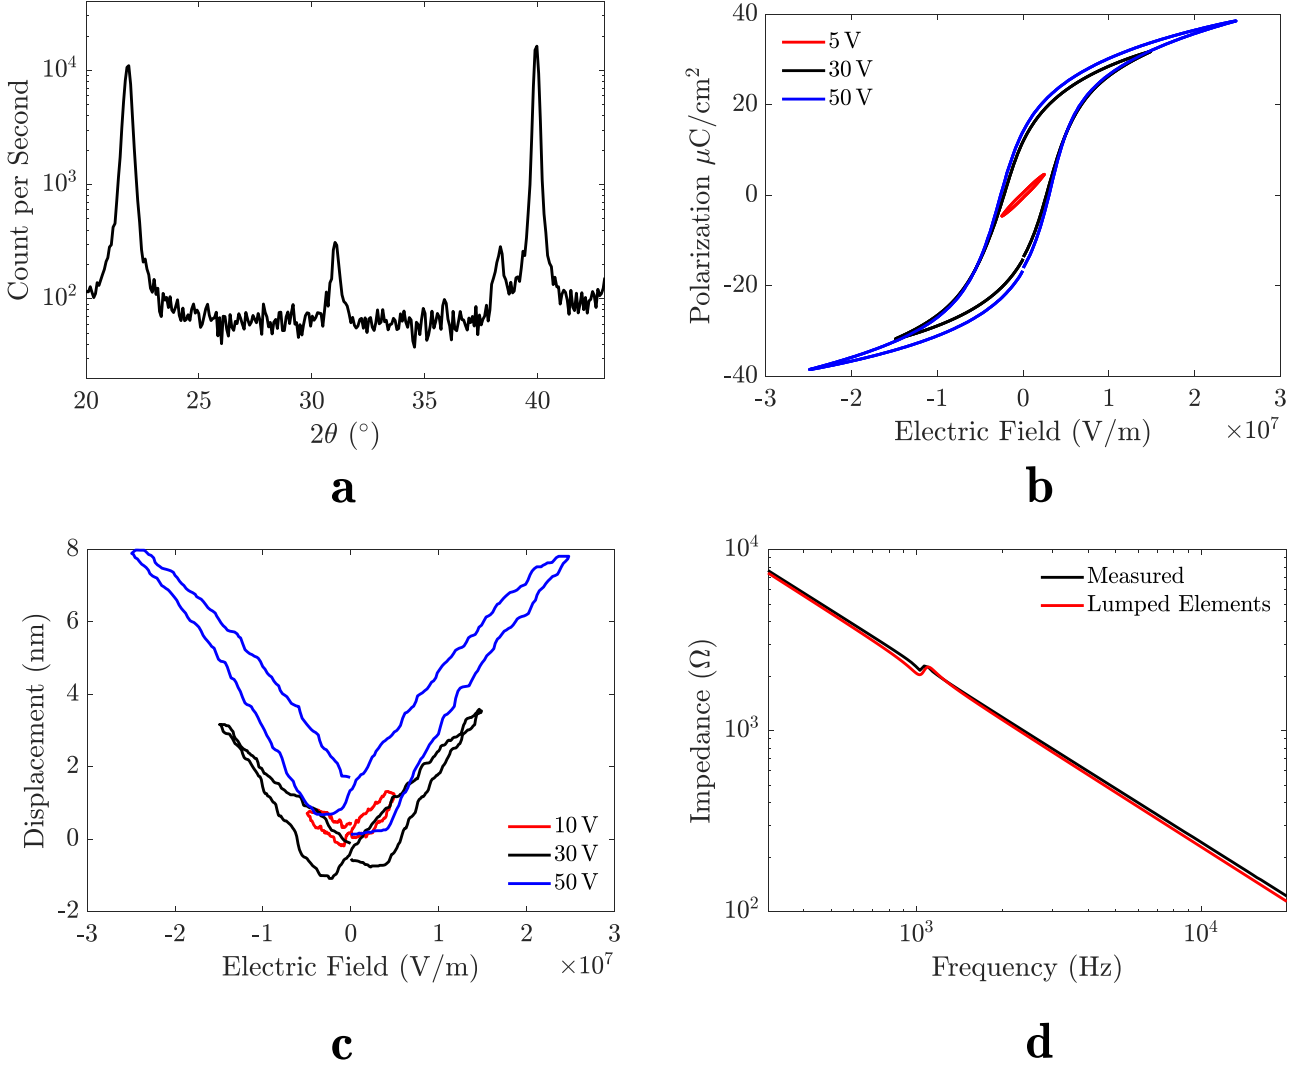 Count per Second
10^4
10^3
10^2
20 25 30 35 40
2θ (°)
a
Polarization μC/cm^2
40
20
0
-20
-40
5 V
30 V
50 V
-3 -2 -1 0 1 2 3
Electric Field (V/m) ×10^7
b
Displacement (nm)
8
6
4
2
0
-2
10 V
30 V
50 V
-3 -2 -1 0 1 2 3
Electric Field (V/m) ×10^7
c
Impedance (Ω)
10^4
10^3
10^2
Measured
Lumped Elements
10^3 10^4
Frequency (Hz)
d